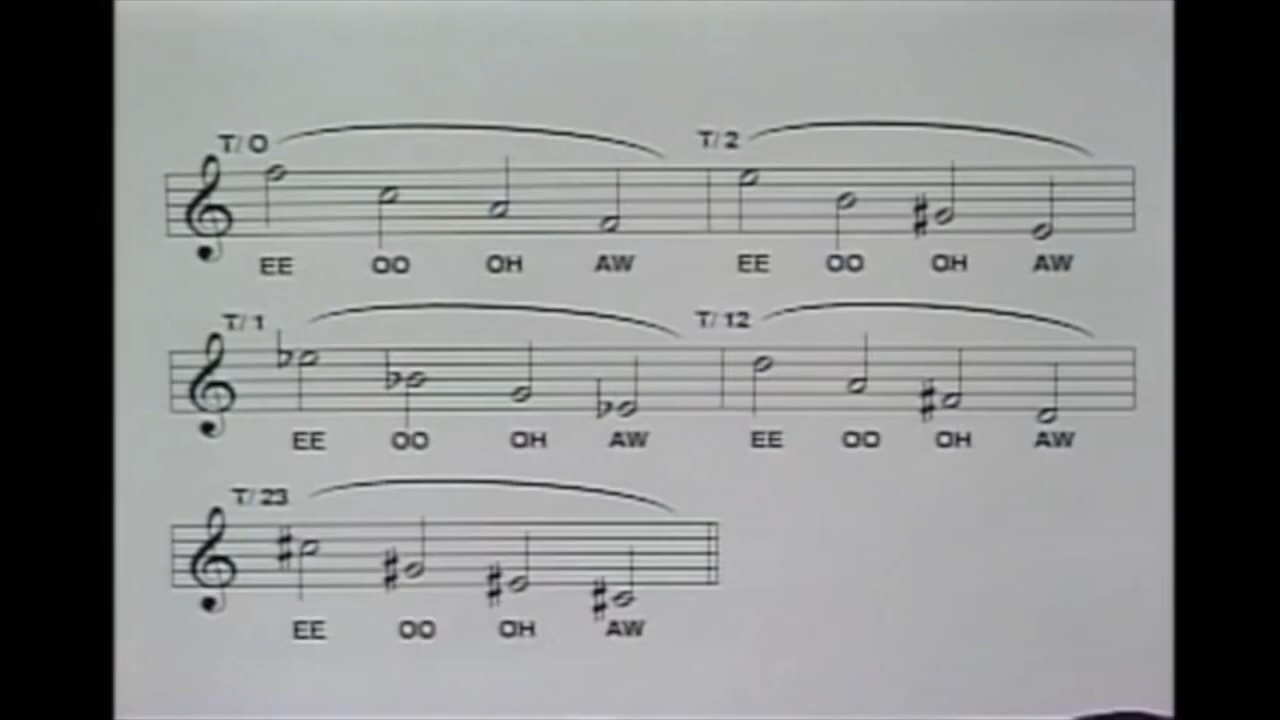 T/ 0 T/ 2
EE OO OH AW EE OO OH AW
T/ 1 T/ 12
EE OO OH AW EE OO OH AW
T/ 23
EE OO OH AW